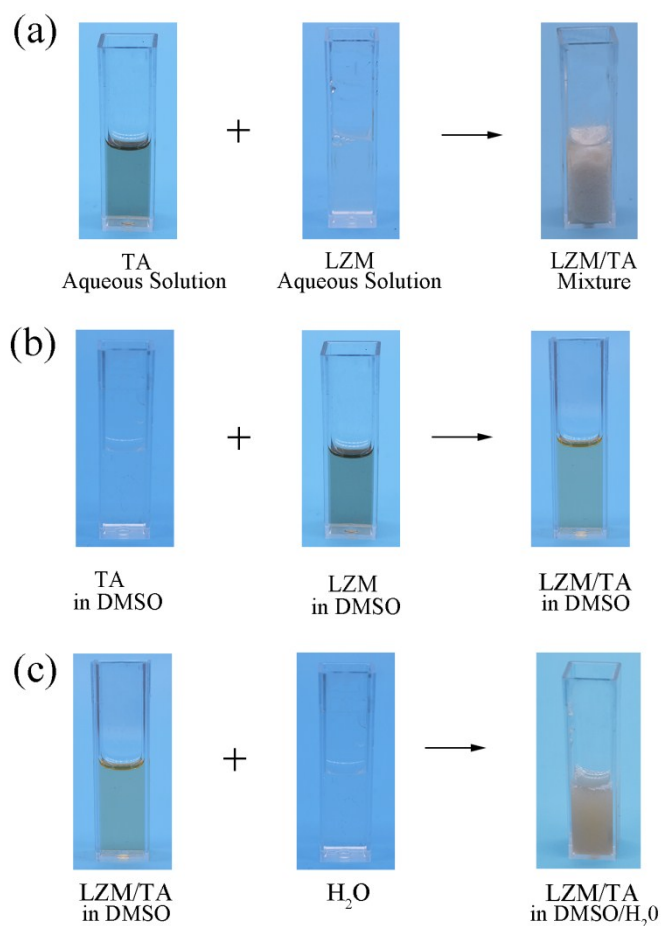 (a)
+
TA
Aqueous Solution
LZM
Aqueous Solution
LZM/TA
Mixture
(b)
+
TA
in DMSO
LZM
in DMSO
LZM/TA
in DMSO
(c)
+
LZM/TA
in DMSO
H₂O
LZM/TA
in DMSO/H₂0